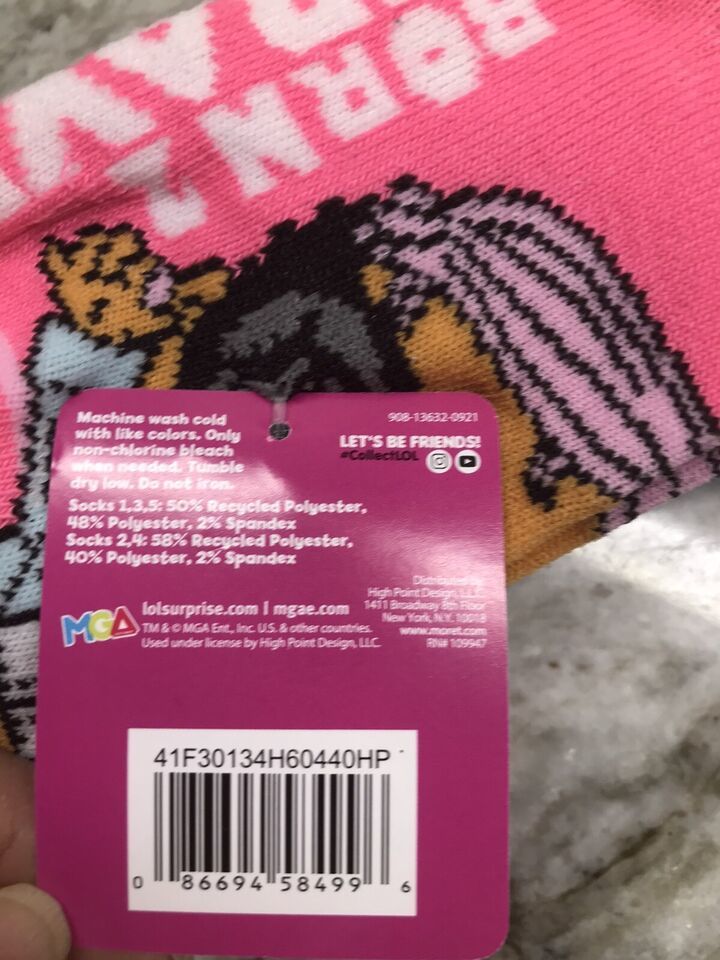 BORN 2
Machine wash cold
with like colors. Only
non-chlorine bleach
when needed. Tumble
dry low. Do not iron.
Socks 1,3,5: 50% Recycled Polyester,
48% Polyester, 2% Spandex
Socks 2,4: 58% Recycled Polyester,
40% Polyester, 2% Spandex
908-13632-0921
LET'S BE FRIENDS!
#CollectLOL
Distributed by
High Point Design, LLC
1411 Broadway 8th Floor
New York, N.Y. 10018
www.moret.com
RN# 109947
MGA
lolsurprise.com | mgae.com
TM & © MGA Ent., Inc. U.S. & other countries.
Used under license by High Point Design, LLC.
41F30134H60440HP
0 86694 58499 6